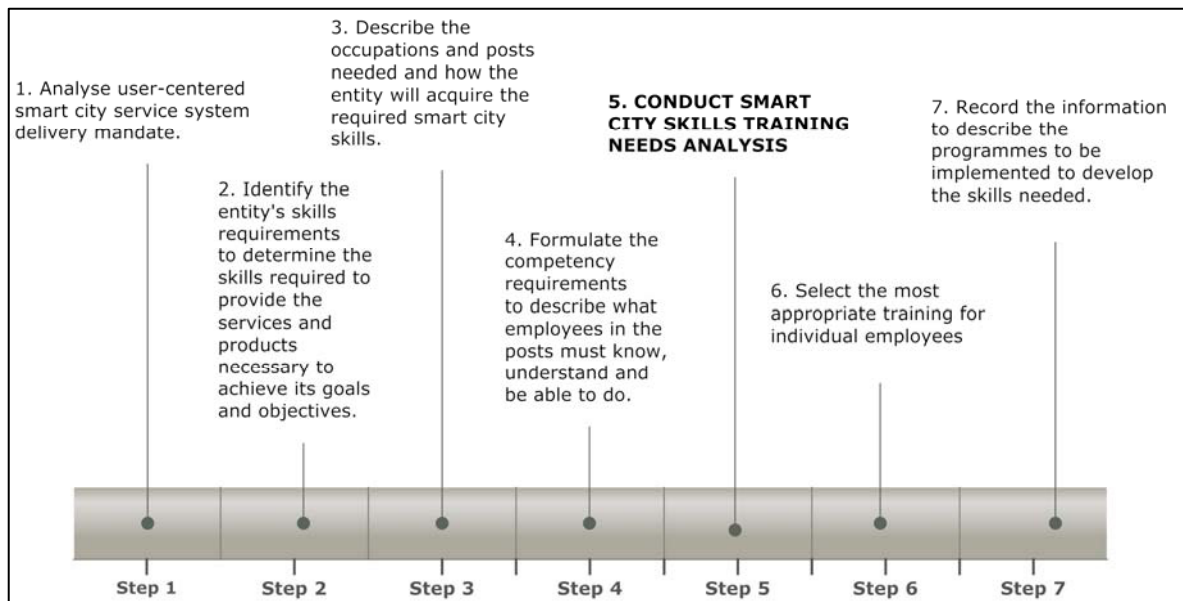 1. Analyse user-centered
smart city service system
delivery mandate.
2. Identify the
entity's skills
requirements
to determine the
skills required to
provide the
services and
products
necessary to
achieve its goals
and objectives.
3. Describe the
occupations and posts
needed and how the
entity will acquire the
required smart city
skills.
4. Formulate the
competency
requirements
to describe what
employees in the
posts must know,
understand and
be able to do.
5. CONDUCT SMART
CITY SKILLS TRAINING
NEEDS ANALYSIS
6. Select the most
appropriate training for
individual employees
7. Record the information
to describe the
programmes to be
implemented to develop
the skills needed.
Step 1
Step 2
Step 3
Step 4
Step 5
Step 6
Step 7